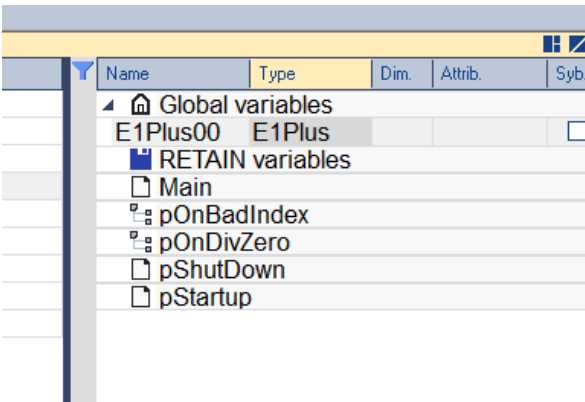 Name Type Dim. Attrib. Syb.
Global variables
E1Plus00 E1Plus
RETAIN variables
Main
pOnBadIndex
pOnDivZero
pShutDown
pStartup